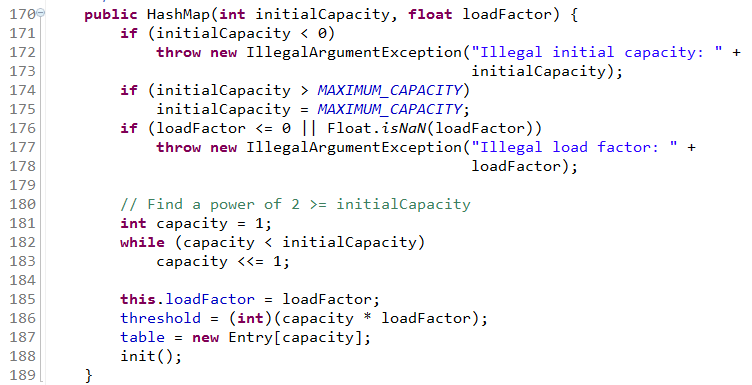 170 public HashMap(int initialCapacity, float loadFactor) {
171 if (initialCapacity < 0)
172 throw new IllegalArgumentException("Illegal initial capacity: " +
173 initialCapacity);
174 if (initialCapacity > MAXIMUM_CAPACITY)
175 initialCapacity = MAXIMUM_CAPACITY;
176 if (loadFactor <= 0 || Float.isNaN(loadFactor))
177 throw new IllegalArgumentException("Illegal load factor: " +
178 loadFactor);
179
180 // Find a power of 2 >= initialCapacity
181 int capacity = 1;
182 while (capacity < initialCapacity)
183 capacity <<= 1;
184
185 this.loadFactor = loadFactor;
186 threshold = (int)(capacity * loadFactor);
187 table = new Entry[capacity];
188 init();
189 }